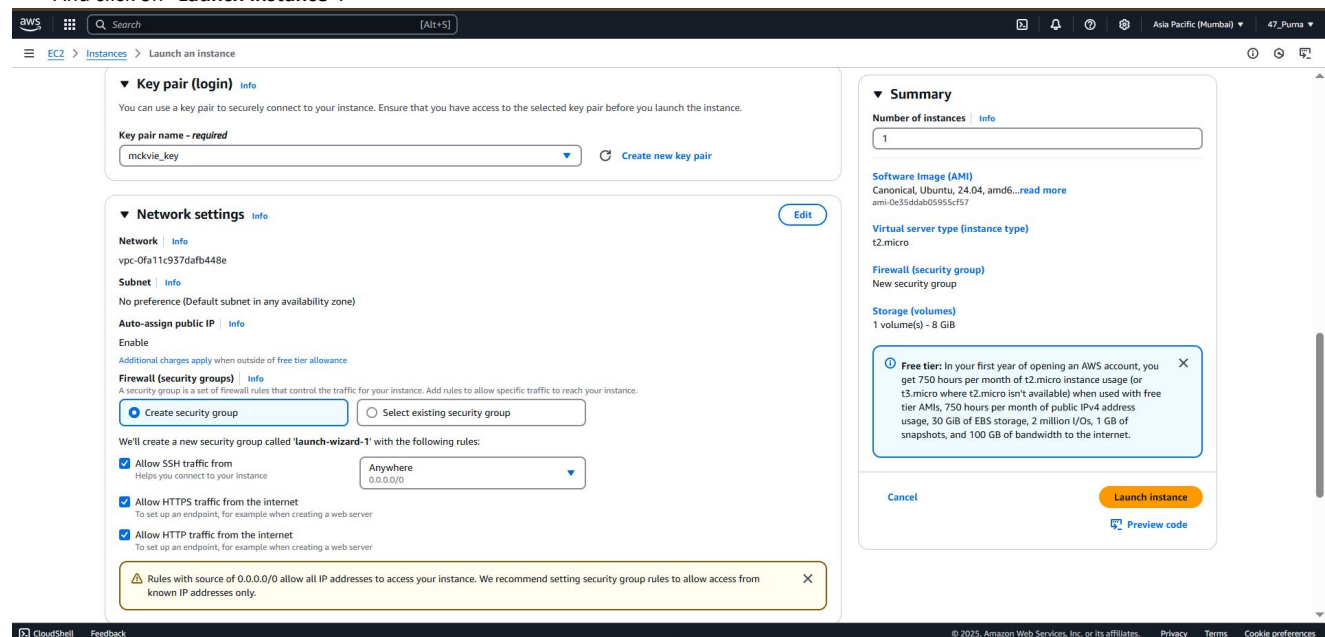 And click on "Launch instance".
aws
Search [Alt+S]
Asia Pacific (Mumbai) ▼
47_Purna ▼
EC2 > Instances > Launch an instance
▼ Key pair (login) Info
You can use a key pair to securely connect to your instance. Ensure that you have access to the selected key pair before you launch the instance.
Key pair name - required
mckvie_key
Create new key pair
▼ Network settings Info
Edit
Network Info
vpc-0fa11c937dafb448e
Subnet Info
No preference (Default subnet in any availability zone)
Auto-assign public IP Info
Enable
Additional charges apply when outside of free tier allowance
Firewall (security groups) Info
A security group is a set of firewall rules that control the traffic for your instance. Add rules to allow specific traffic to reach your instance.
Create security group
Select existing security group
We'll create a new security group called 'launch-wizard-1' with the following rules:
Allow SSH traffic from
Helps you connect to your instance
Anywhere
0.0.0.0/0
Allow HTTPS traffic from the internet
To set up an endpoint, for example when creating a web server
Allow HTTP traffic from the internet
To set up an endpoint, for example when creating a web server
Rules with source of 0.0.0.0/0 allow all IP addresses to access your instance. We recommend setting security group rules to allow access from
known IP addresses only.
▼ Summary
Number of instances Info
1
Software Image (AMI)
Canonical, Ubuntu, 24.04, amd6...read more
ami-0e35ddab05955cf57
Virtual server type (instance type)
t2.micro
Firewall (security group)
New security group
Storage (volumes)
1 volume(s) - 8 GiB
Free tier: In your first year of opening an AWS account, you
get 750 hours per month of t2.micro instance usage (or
t3.micro where t2.micro isn't available) when used with free
tier AMIs, 750 hours per month of public IPv4 address
usage, 30 GiB of EBS storage, 2 million I/Os, 1 GB of
snapshots, and 100 GB of bandwidth to the internet.
Cancel
Launch instance
Preview code
CloudShell Feedback
© 2025, Amazon Web Services, Inc. or its affiliates. Privacy Terms Cookie preferences